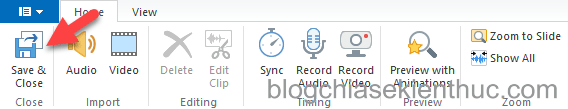 Home View
Save & Close
Audio Video
Delete Edit Clip
Sync Record Audio Record Video
Preview with Animations
Zoom to Slide
Show All
Close Import Editing Timing Preview Zoom
blogchiasekienthuc.com